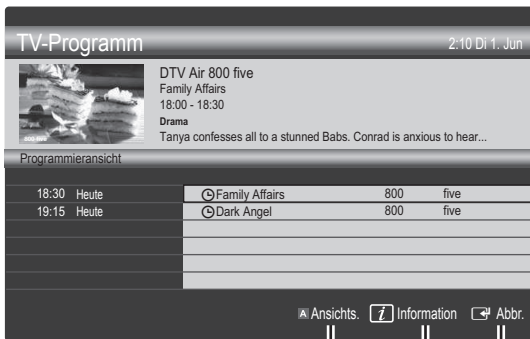 TV-Programm 2:10 Di 1. Jun
DTV Air 800 five
Family Affairs
18:00 - 18:30
Drama
Tanya confesses all to a stunned Babs. Conrad is anxious to hear...
800 five
Programmieransicht
18:30 Heute Family Affairs 800 five
19:15 Heute Dark Angel 800 five
A Ansichts. i Information Abbr.